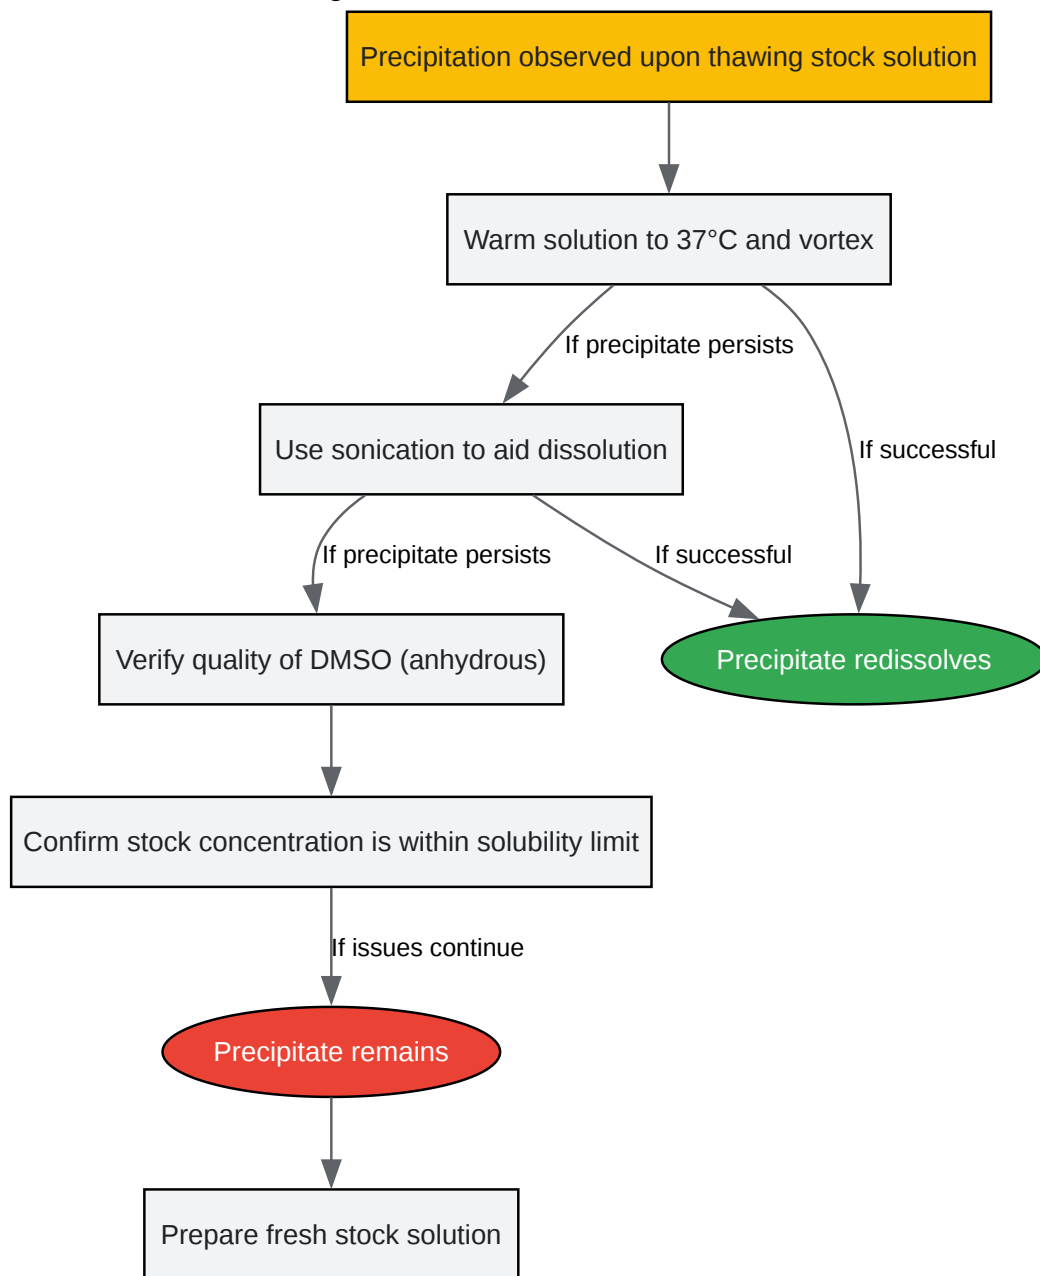 Precipitation observed upon thawing stock solution
Warm solution to 37°C and vortex
If precipitate persists
If successful
Use sonication to aid dissolution
If precipitate persists
If successful
Verify quality of DMSO (anhydrous)
Precipitate redissolves
Confirm stock concentration is within solubility limit
If issues continue
Precipitate remains
Prepare fresh stock solution